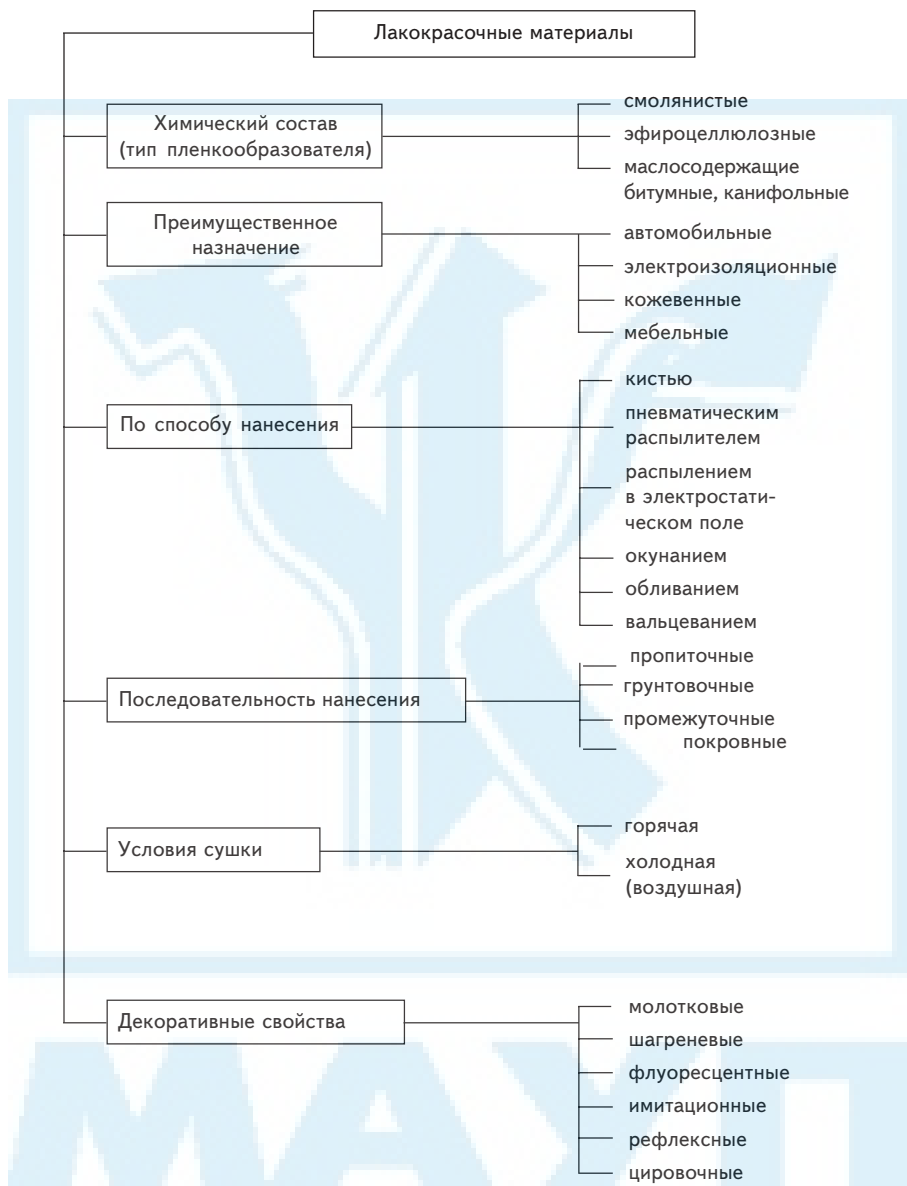 Лакокрасочные материалы
Химический состав
(тип пленкообразователя)
смолянистые
эфироцеллюлозные
маслосодержащие
битумные, канифольные
Преимущественное
назначение
автомобильные
электроизоляционные
кожевенные
мебельные
По способу нанесения
кистью
пневматическим
распылителем
распылением
в электростати-
ческом поле
окунанием
обливанием
вальцеванием
Последовательность нанесения
пропиточные
грунтовочные
промежуточные
покровные
Условия сушки
горячая
холодная
(воздушная)
Декоративные свойства
молотковые
шагреневые
флуоресцентные
имитационные
рефлексные
цировочные
МАУП